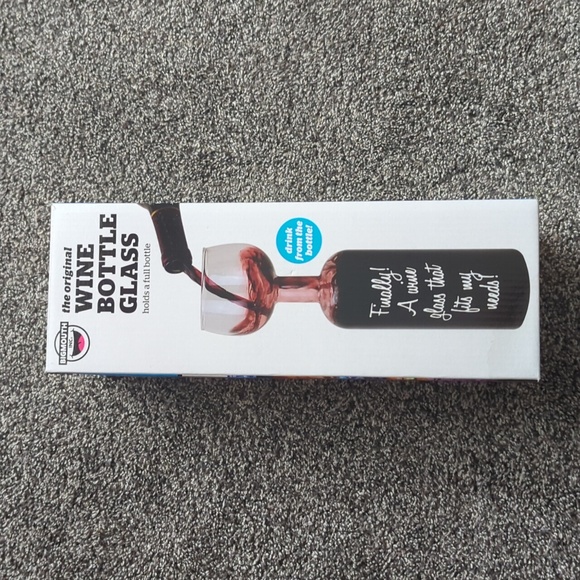 BIGMOUTH
INC.
the original
WINE
BOTTLE
GLASS
holds a full bottle
drink
from the
bottle!
Finally!
A wine
glass that
fits my
needs!